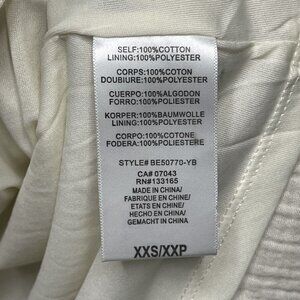 SELF:100%COTTON
LINING:100%POLYESTER
CORPS:100%COTON
DOUBIURE:100%POLYESTER
CUERPO:100%ALGODON
FORRO:100%POLIESTER
KORPER:100%BAUMWOLLE
LINING:100%POLYESTER
CORPO:100%COTONE
FODERA:100%POLIESTERE
STYLE# BE50770-YB
CA# 07043
RN#133165
MADE IN CHINA/
FABRIQUE EN CHINE/
ETATS EN CHINE/
HECHO EN CHINA/
GEMACHT IN CHINA
XXS/XXP